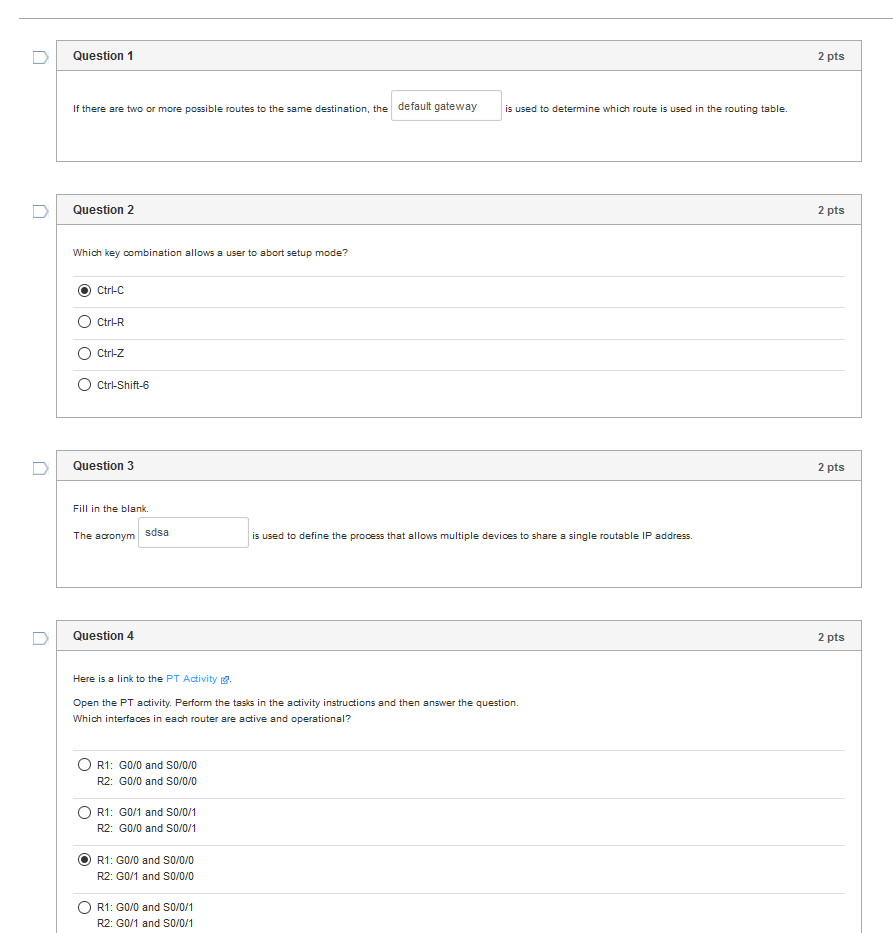 Question 1 2 pts
If there are two or more possible routes to the same destination, the default gateway is used to determine which route is used in the routing table.
Question 2 2 pts
Which key combination allows a user to abort setup mode?
Ctrl-C
Ctrl-R
Ctrl-Z
Ctrl-Shift-6
Question 3 2 pts
Fill in the blank.
The acronym sdsa is used to define the process that allows multiple devices to share a single routable IP address.
Question 4 2 pts
Here is a link to the PT Activity.
Open the PT activity. Perform the tasks in the activity instructions and then answer the question.
Which interfaces in each router are active and operational?
R1: G0/0 and S0/0/0
R2: G0/0 and S0/0/0
R1: G0/1 and S0/0/1
R2: G0/0 and S0/0/1
R1: G0/0 and S0/0/0
R2: G0/1 and S0/0/0
R1: G0/0 and S0/0/1
R2: G0/1 and S0/0/1